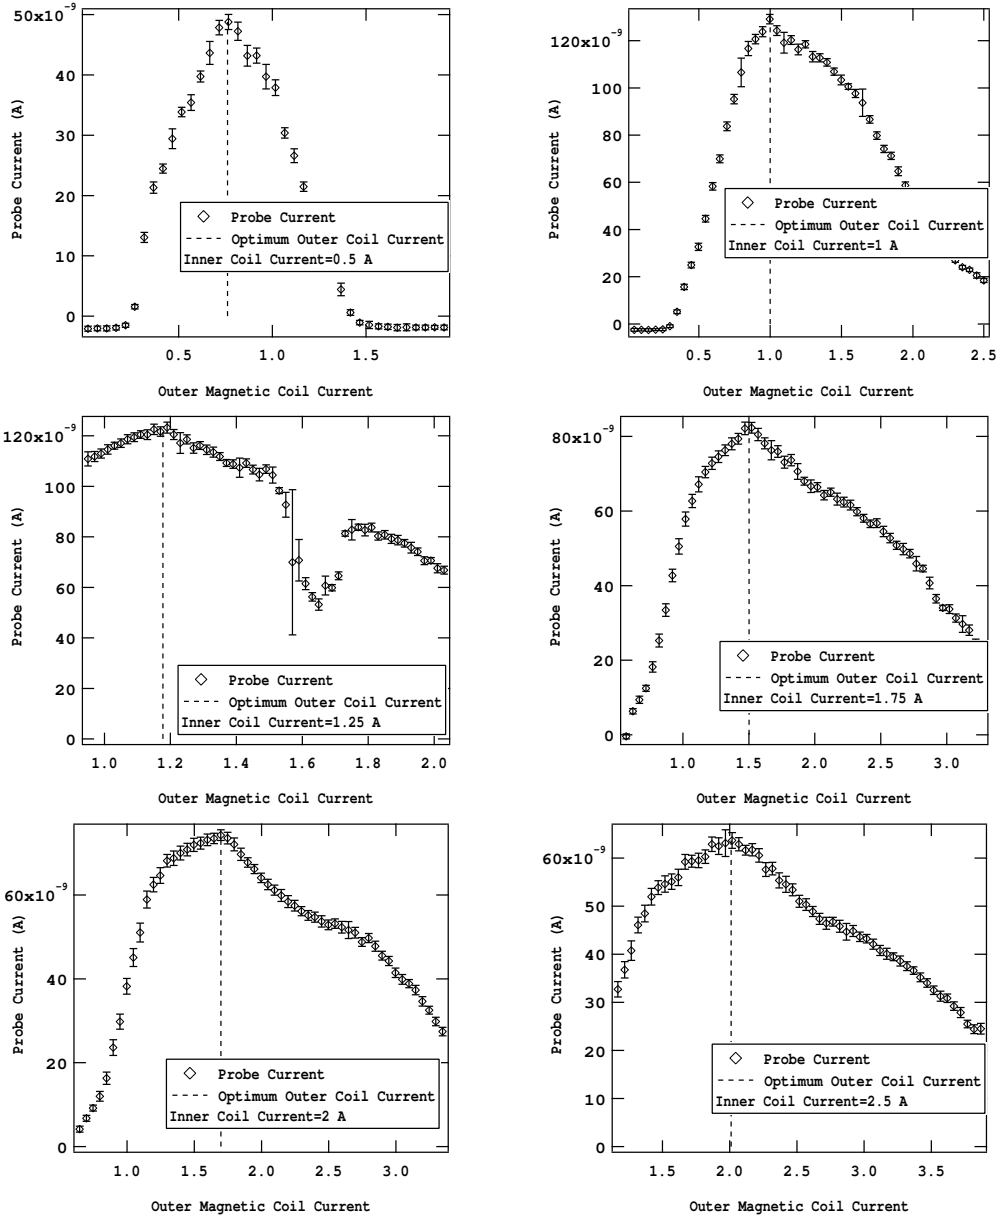 50x10⁻⁹
40
30
20
10
0
Probe Current (A)
0.5
1.0
1.5
Outer Magnetic Coil Current
Probe Current
Optimum Outer Coil Current
Inner Coil Current=0.5 A
120x10⁻⁹
100
80
60
40
20
0
Probe Current (A)
0.5
1.0
1.5
2.0
2.5
Outer Magnetic Coil Current
Probe Current
Optimum Outer Coil Current
Inner Coil Current=1 A
120x10⁻⁹
100
80
60
40
20
0
Probe Current (A)
1.0
1.2
1.4
1.6
1.8
2.0
Outer Magnetic Coil Current
Probe Current
Optimum Outer Coil Current
Inner Coil Current=1.25 A
80x10⁻⁹
60
40
20
0
Probe Current (A)
1.0
1.5
2.0
2.5
3.0
Outer Magnetic Coil Current
Probe Current
Optimum Outer Coil Current
Inner Coil Current=1.75 A
60x10⁻⁹
40
20
0
Probe Current (A)
1.0
1.5
2.0
2.5
3.0
Outer Magnetic Coil Current
Probe Current
Optimum Outer Coil Current
Inner Coil Current=2 A
60x10⁻⁹
50
40
30
20
10
0
Probe Current (A)
1.5
2.0
2.5
3.0
3.5
Outer Magnetic Coil Current
Probe Current
Optimum Outer Coil Current
Inner Coil Current=2.5 A